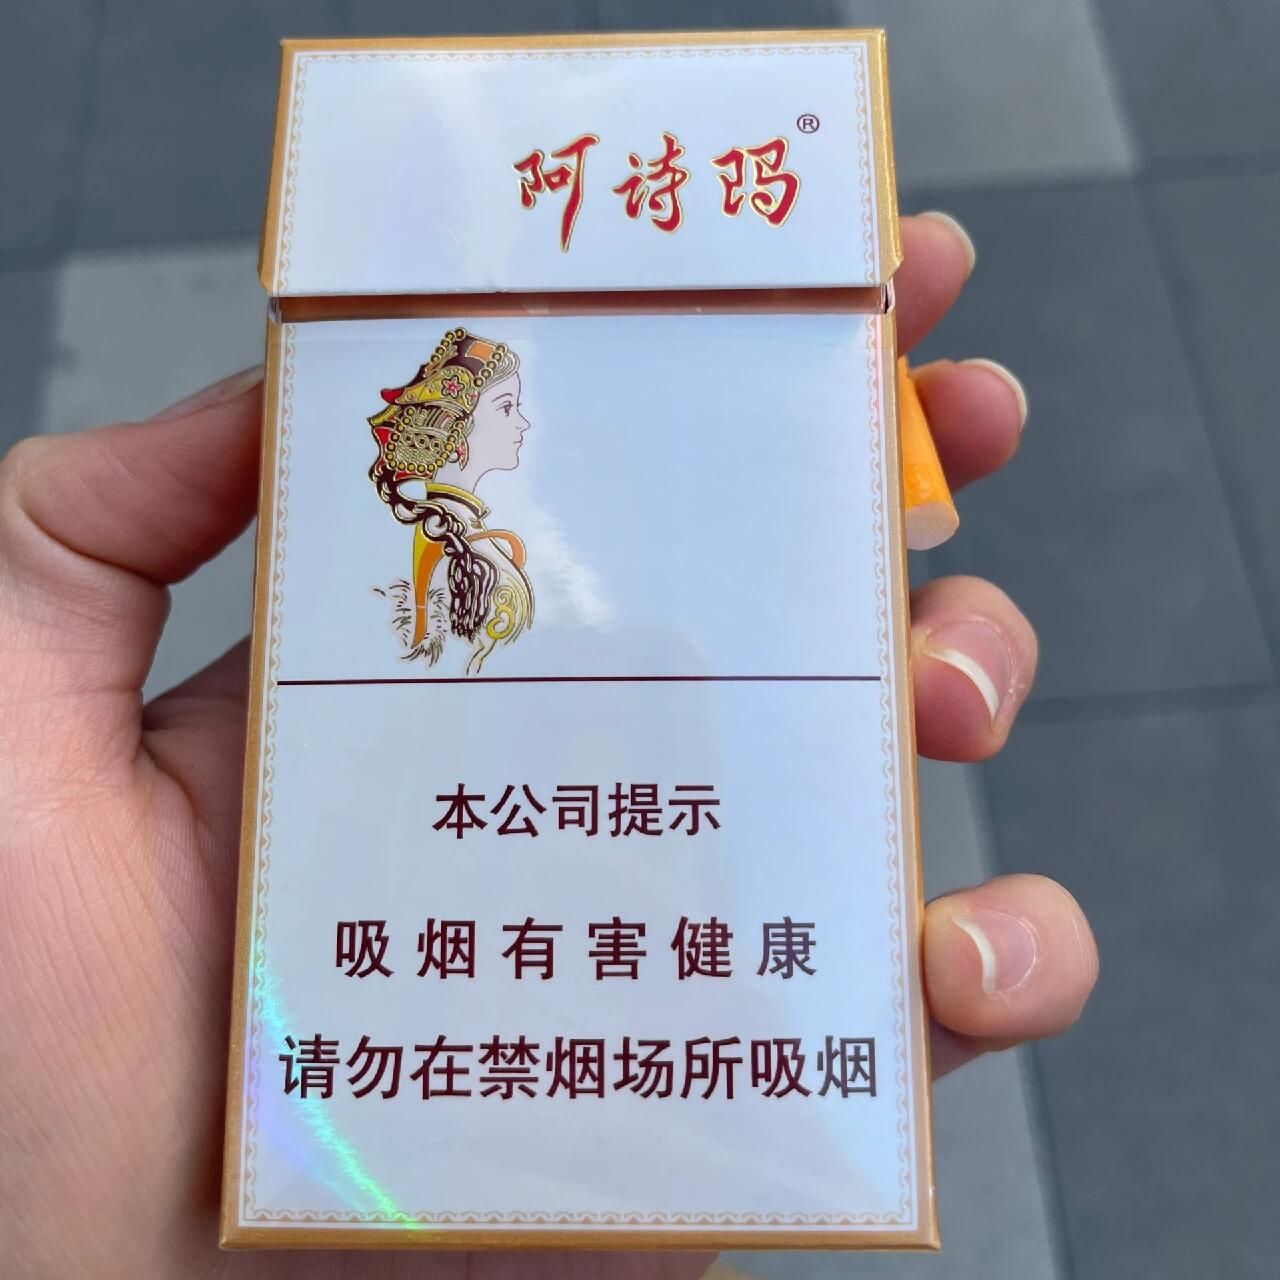 阿诗玛®
本公司提示
吸烟有害健康
请勿在禁烟场所吸烟